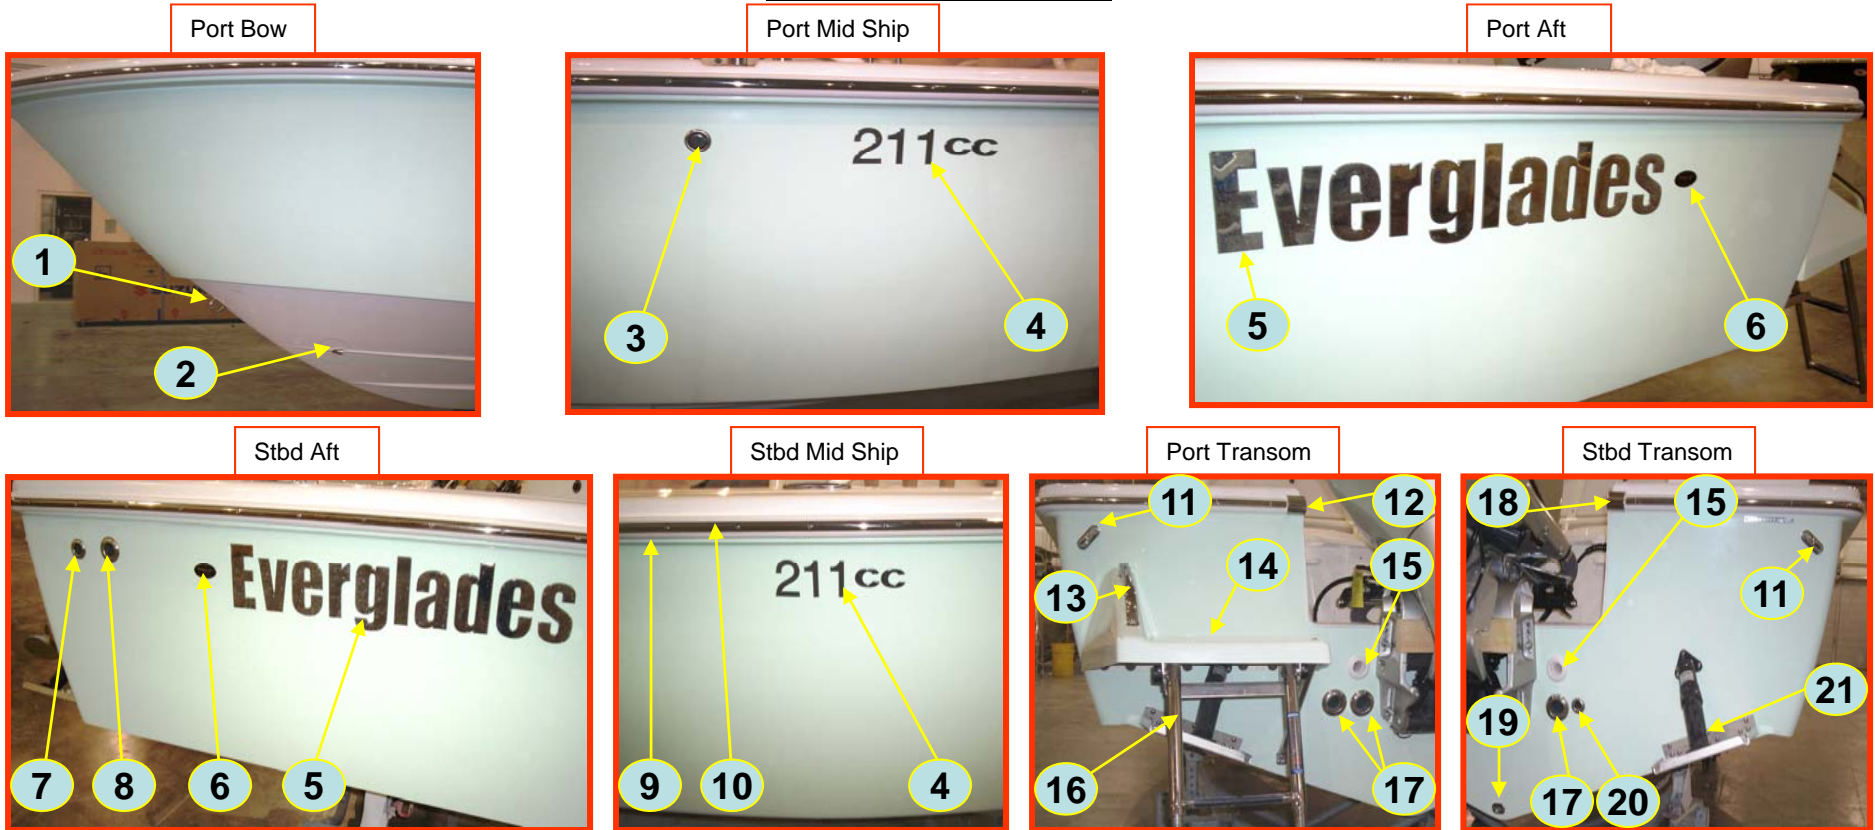 Port Bow
Port Mid Ship
Port Aft
1
2
3
211cc
4
Everglades
5
6
Stbd Aft
Stbd Mid Ship
Port Transom
Stbd Transom
Everglades
7
8
6
5
211cc
9
10
4
11
12
13
14
15
16
17
18
15
11
19
17
20
21